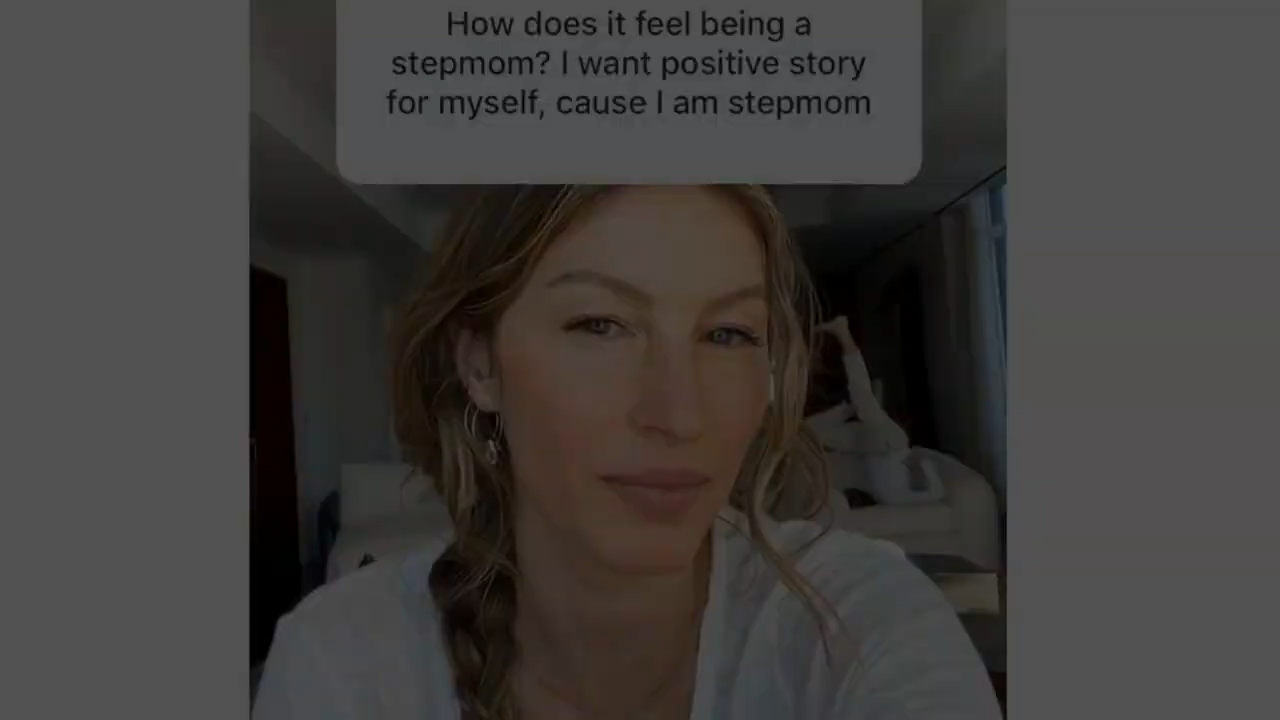 How does it feel being a
stepmom? I want positive story
for myself, cause I am stepmom